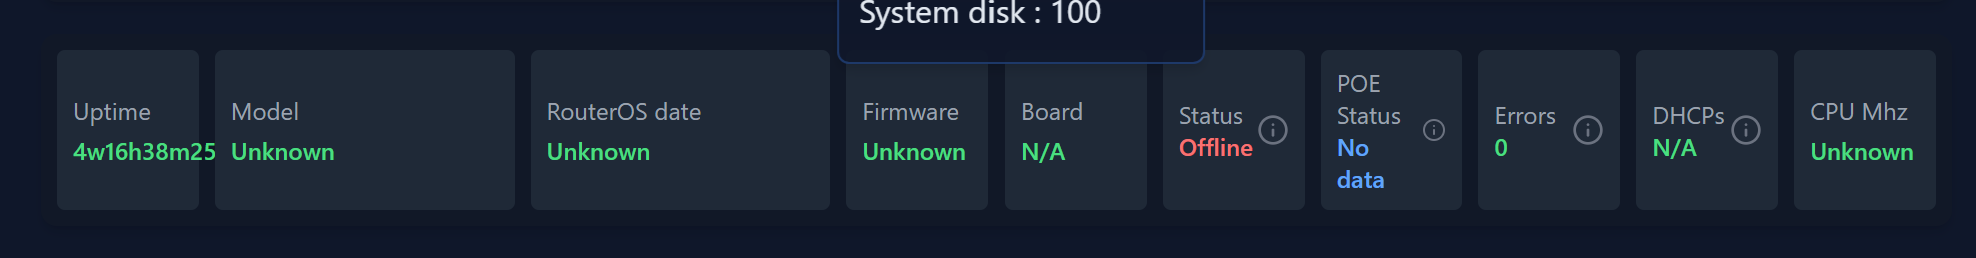 System disk : 100
Uptime
4w16h38m25
Model
Unknown
RouterOS date
Unknown
Firmware
Unknown
Board
N/A
Status
Offline
POE
Status
No
data
Errors
0
DHCPs
N/A
CPU Mhz
Unknown